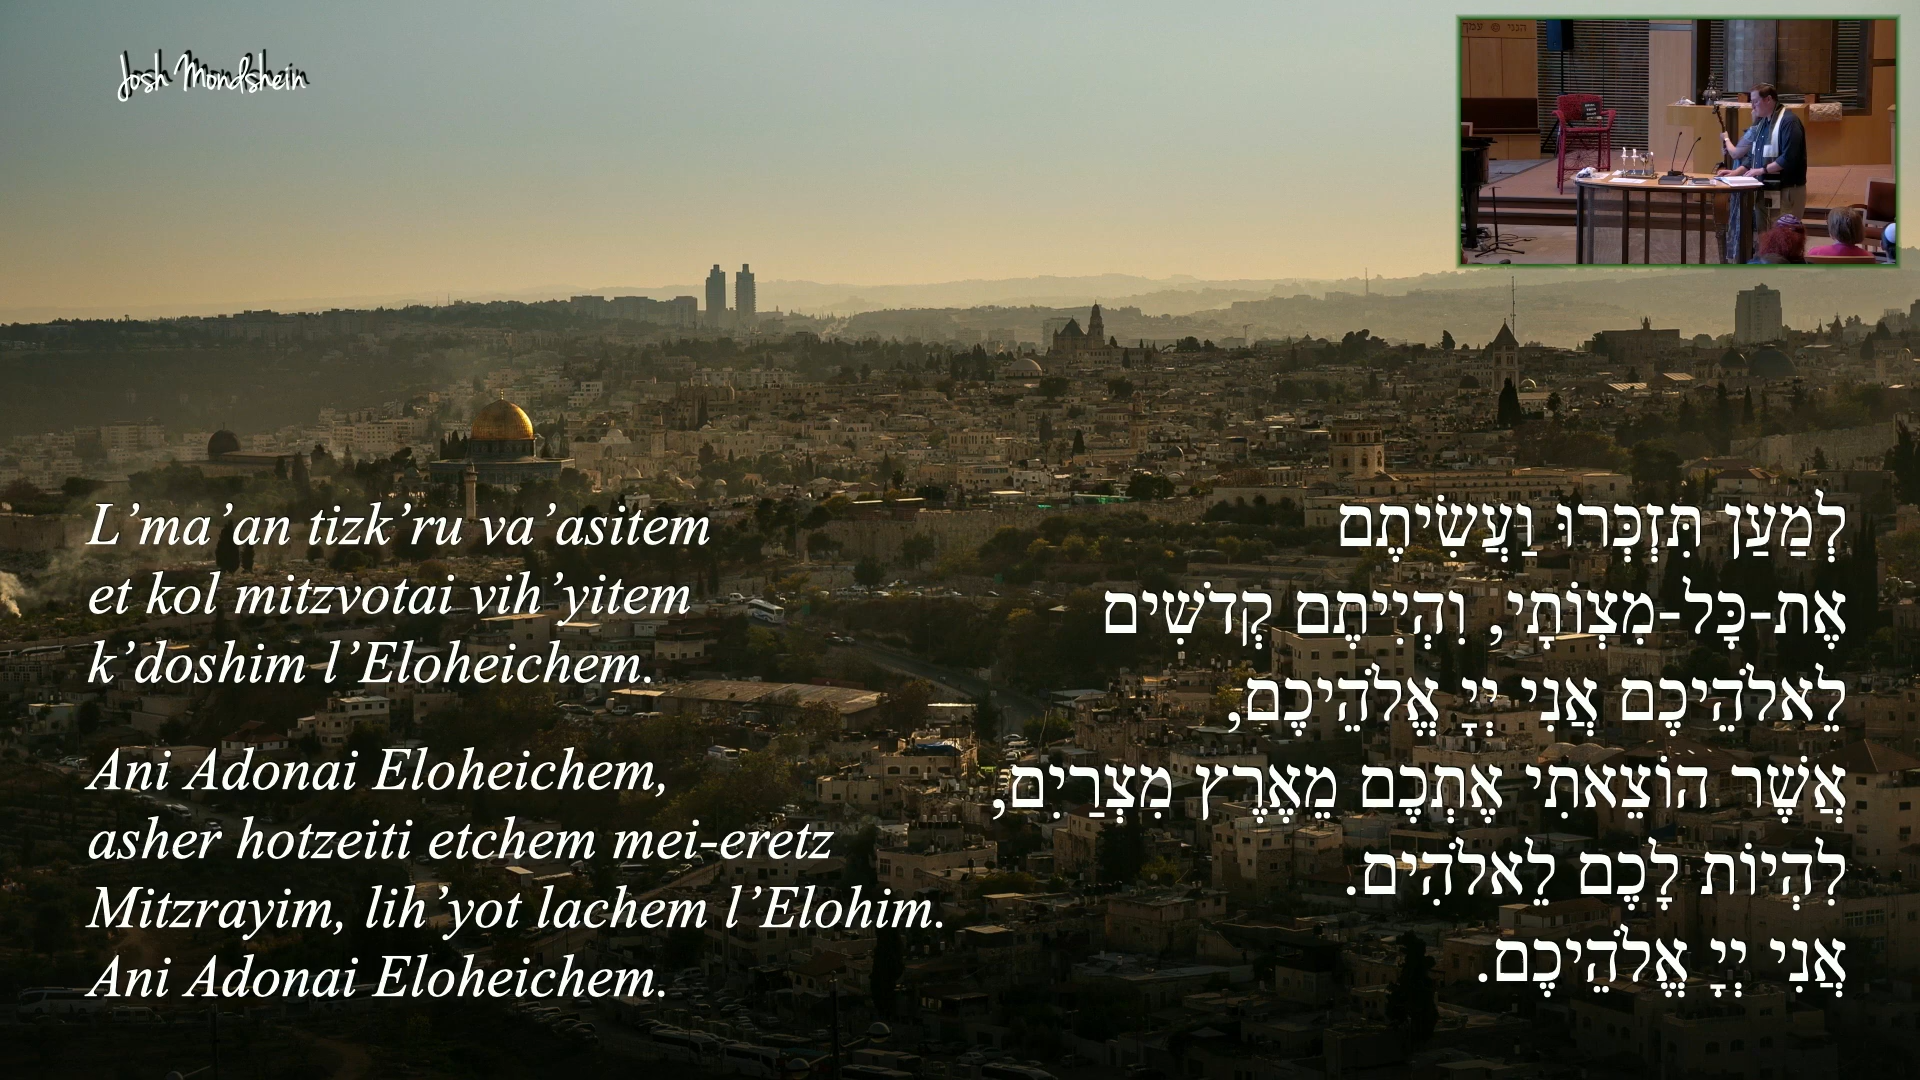 Josh Mondshein
L’ma’an tizk’ru va’asitem
et kol mitzvotai vih’yitem
k’doshim l’Eloheichem.
Ani Adonai Eloheichem,
asher hotzeiti etchem mei-eretz
Mitzrayim, lih’yot lachem l’Elohim.
Ani Adonai Eloheichem.
לְמַעַן תִּזְכְּרוּ וַעֲשִׂיתֶם
אֶת-כָּל-מִצְוֹתָי, וִהְיִיתֶם קְדֹשִׁים
לֵאלֹהֵיכֶם אֲנִי יְיָ אֱלֹהֵיכֶם,
אֲשֶׁר הוֹצֵאתִי אֶתְכֶם מֵאֶרֶץ מִצְרַיִם,
לִהְיוֹת לָכֶם לֵאלֹהִים.
אֲנִי יְיָ אֱלֹהֵיכֶם.